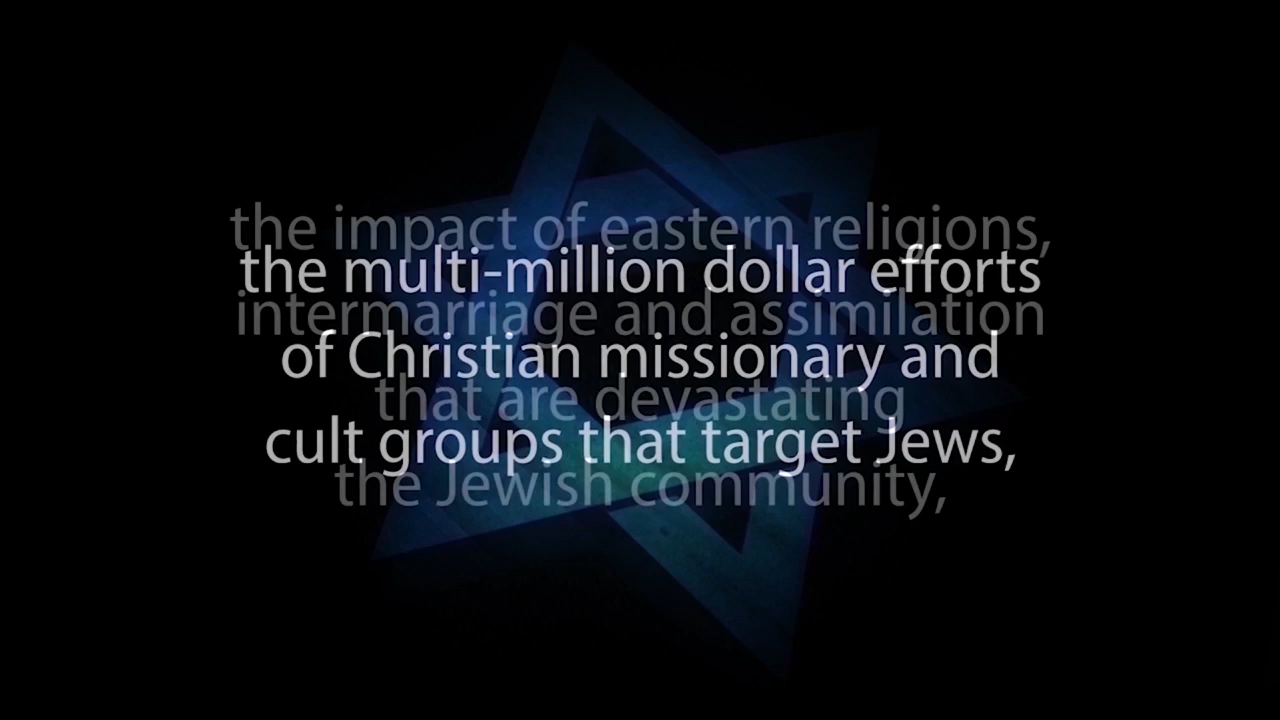 the impact of eastern religions,
the multi-million dollar efforts
intermarriage and assimilation
of Christian missionary and
that are devastating
cult groups that target Jews,
the Jewish community,